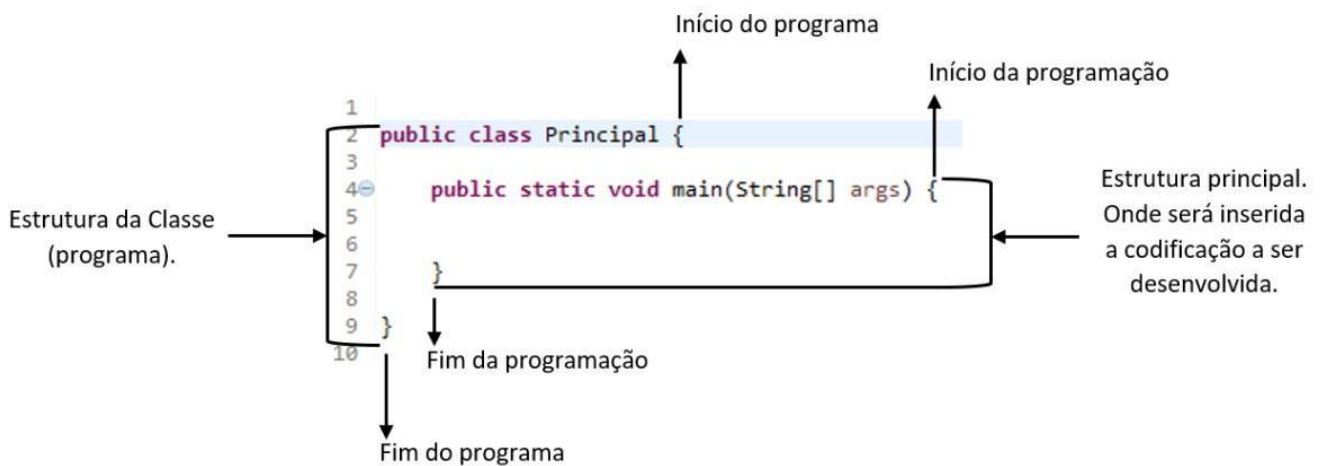 Início do programa
Início da programação
1
2 public class Principal {
3
4 public static void main(String[] args) {
5
6
7 }
8
9 }
10
Estrutura da Classe
(programa).
Estrutura principal.
Onde será inserida
a codificação a ser
desenvolvida.
Fim da programação
Fim do programa